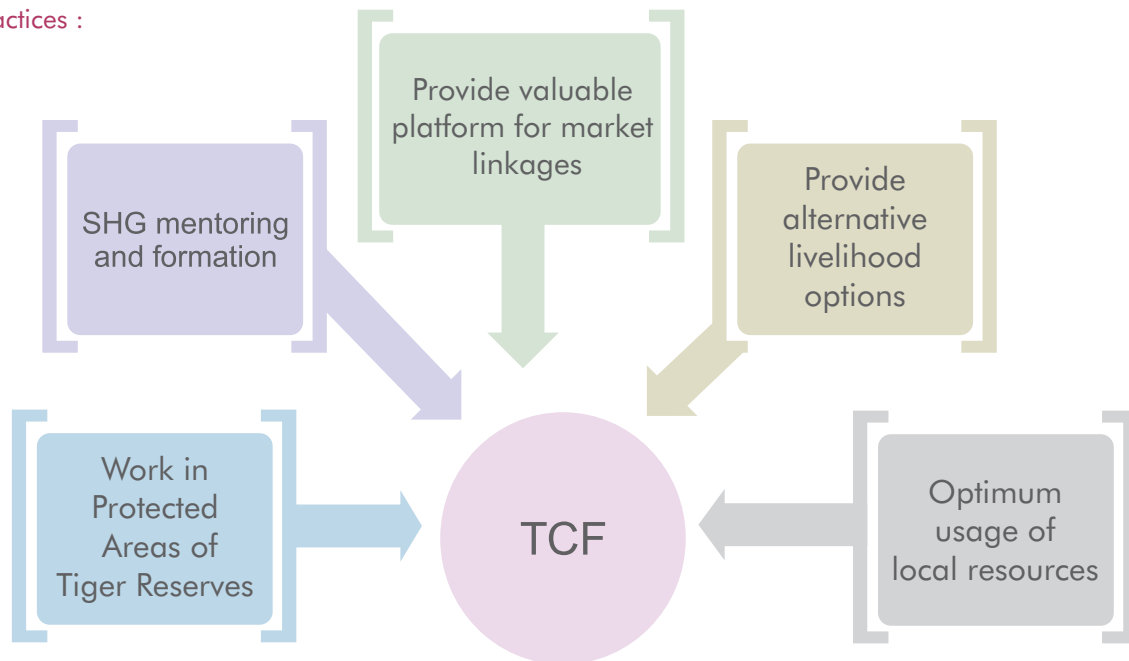 actices :
Provide valuable
platform for market
linkages
SHG mentoring
and formation
Provide
alternative
livelihood
options
Work in
Protected
Areas of
Tiger Reserves
TCF
Optimum
usage of
local resources